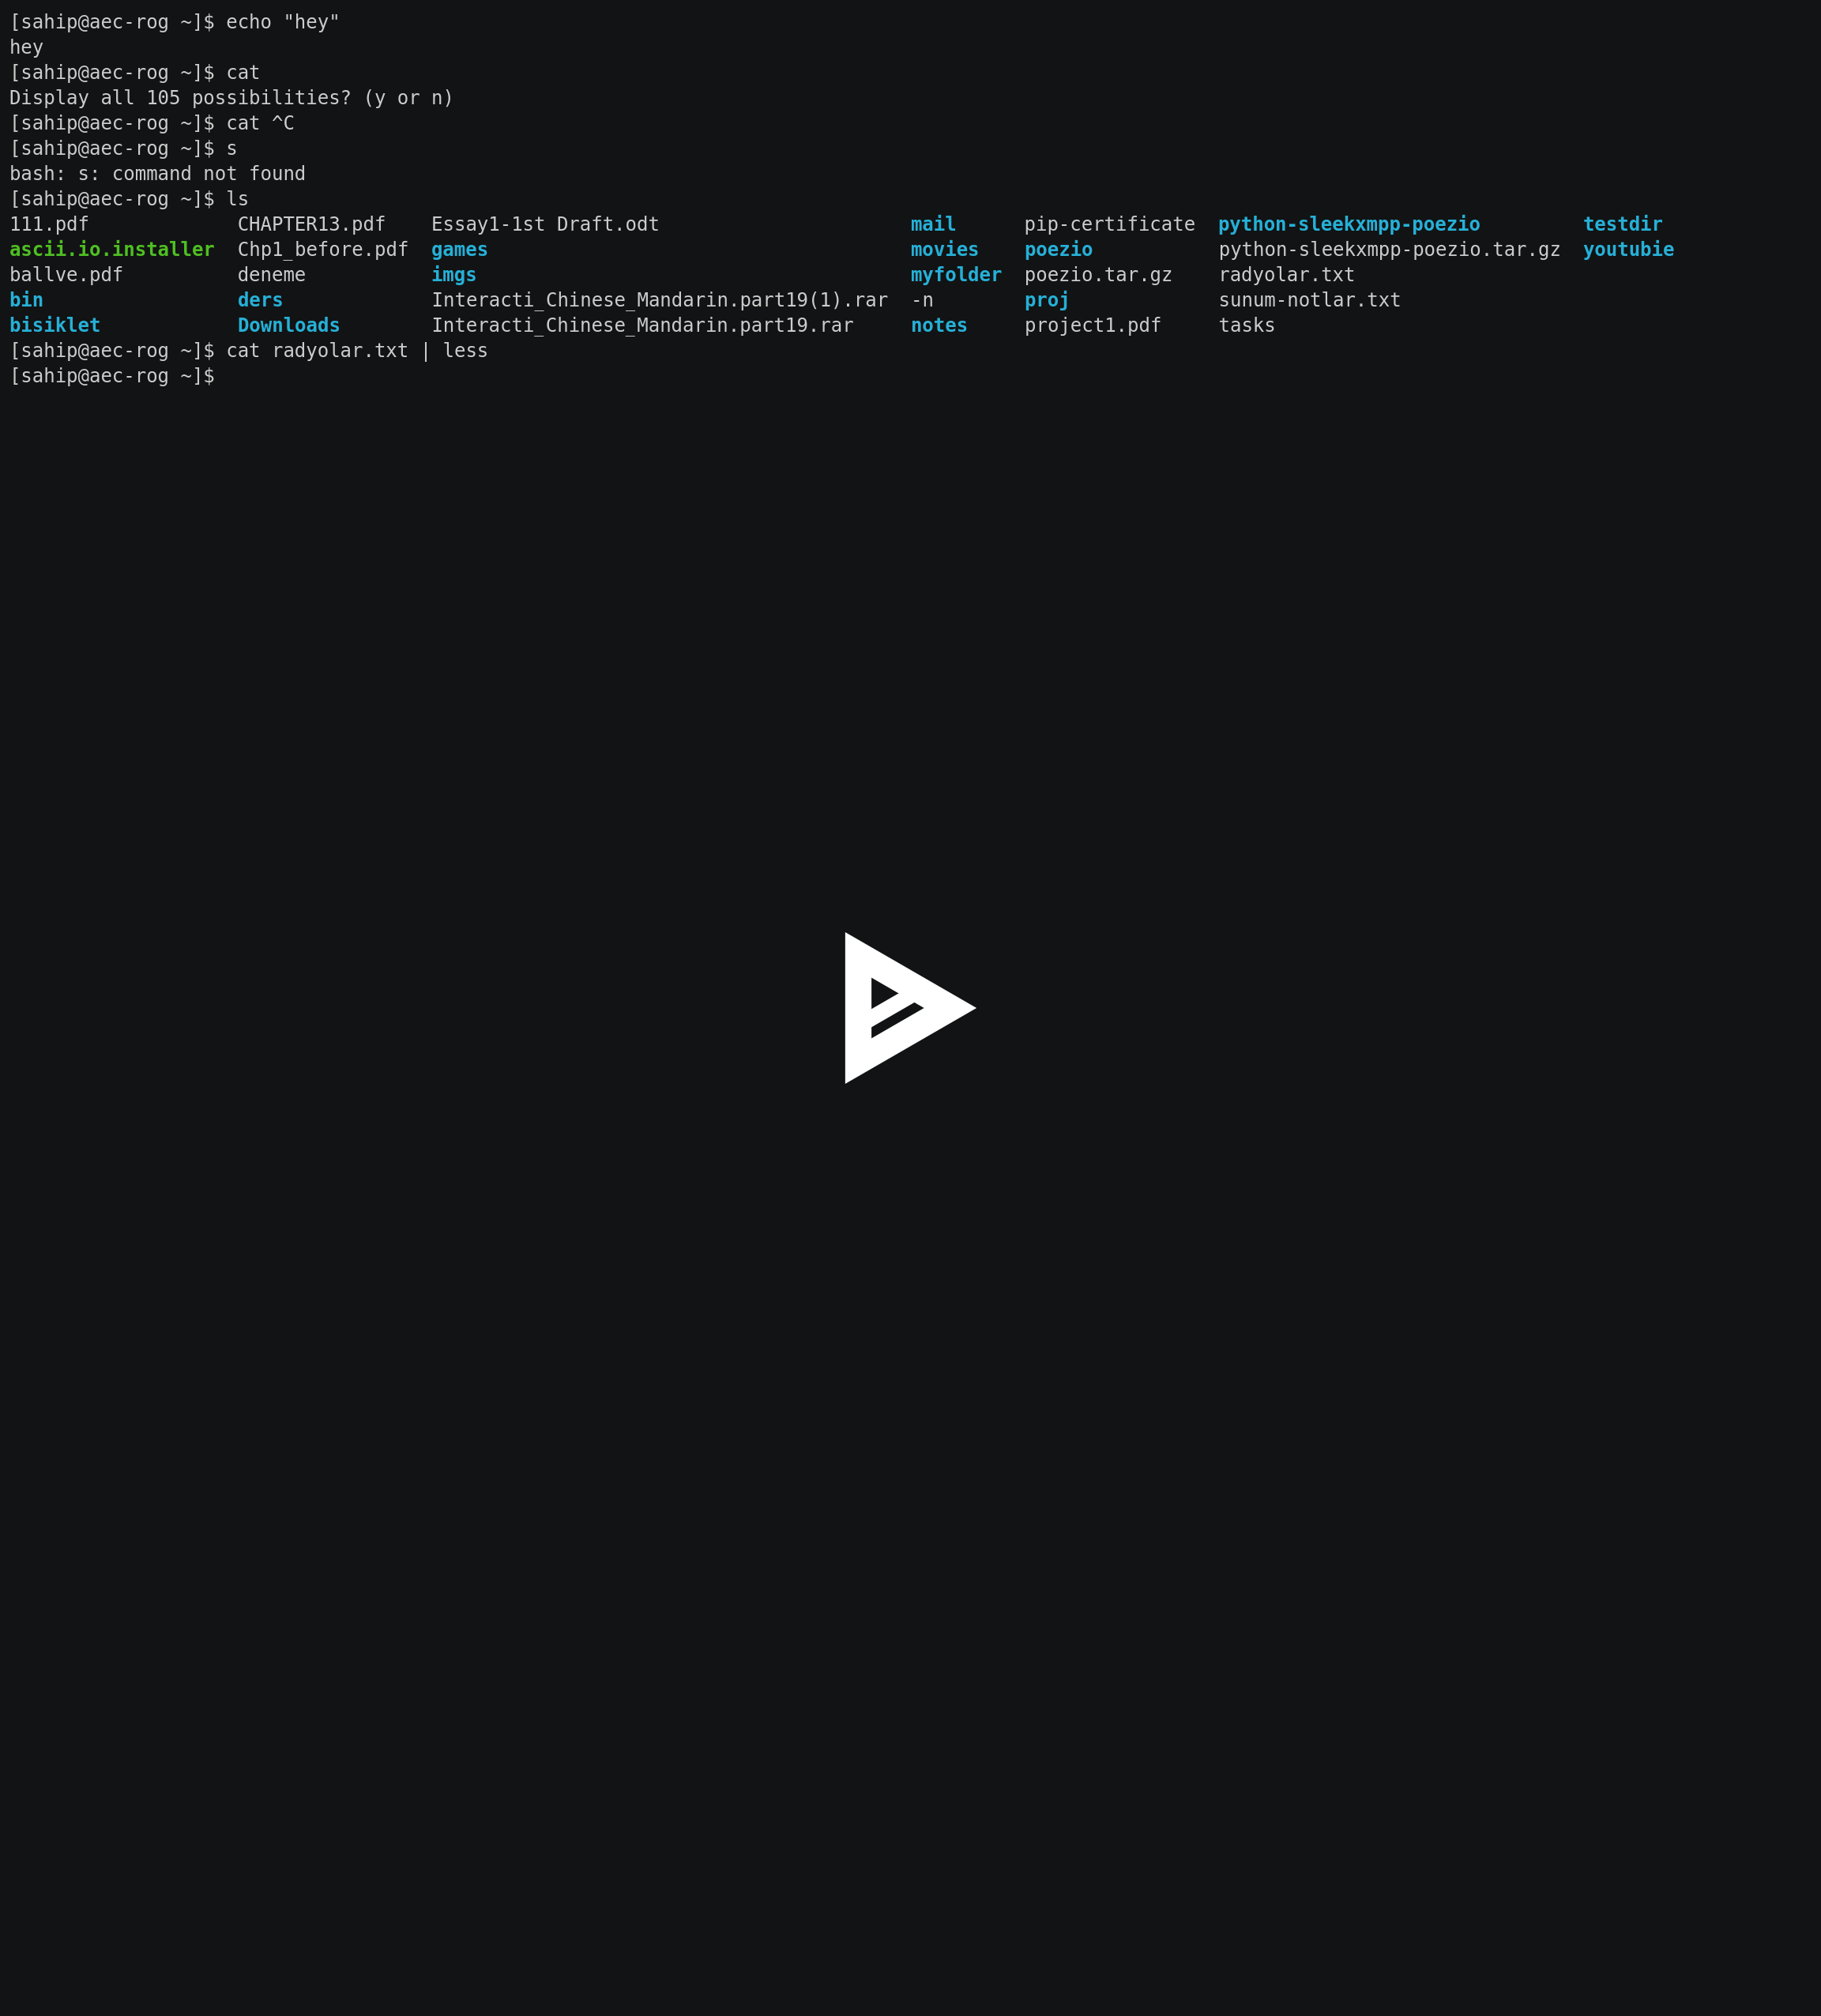 [sahip@aec-rog ~]$ echo "hey"
hey
[sahip@aec-rog ~]$ cat
Display all 105 possibilities? (y or n)
[sahip@aec-rog ~]$ cat ^C
[sahip@aec-rog ~]$ s
bash: s: command not found
[sahip@aec-rog ~]$ ls
111.pdf             CHAPTER13.pdf    Essay1-1st Draft.odt                      mail      pip-certificate  python-sleekxmpp-poezio         testdir
ascii.io.installer  Chp1_before.pdf  games                                     movies    poezio           python-sleekxmpp-poezio.tar.gz  youtubie
ballve.pdf          deneme           imgs                                      myfolder  poezio.tar.gz    radyolar.txt
bin                 ders             Interacti_Chinese_Mandarin.part19(1).rar  -n        proj             sunum-notlar.txt
bisiklet            Downloads        Interacti_Chinese_Mandarin.part19.rar     notes     project1.pdf     tasks
[sahip@aec-rog ~]$ cat radyolar.txt | less
[sahip@aec-rog ~]$